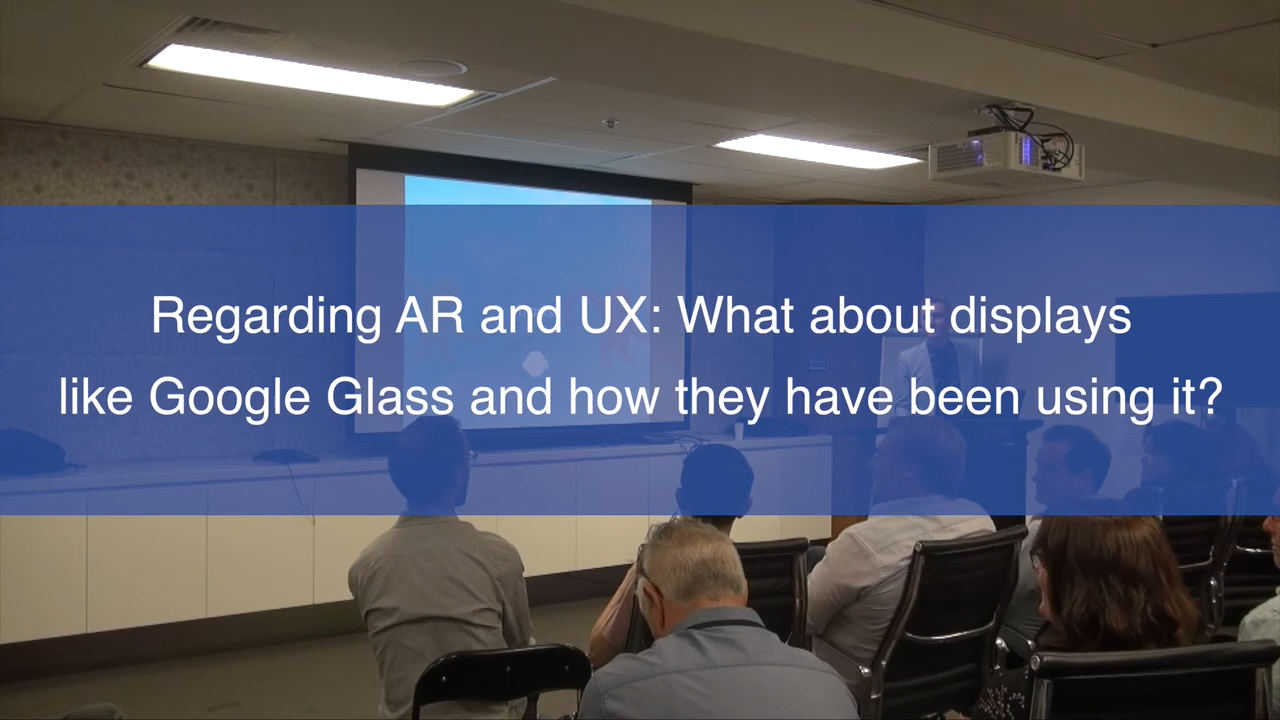 Regarding AR and UX: What about displays
like Google Glass and how they have been using it?